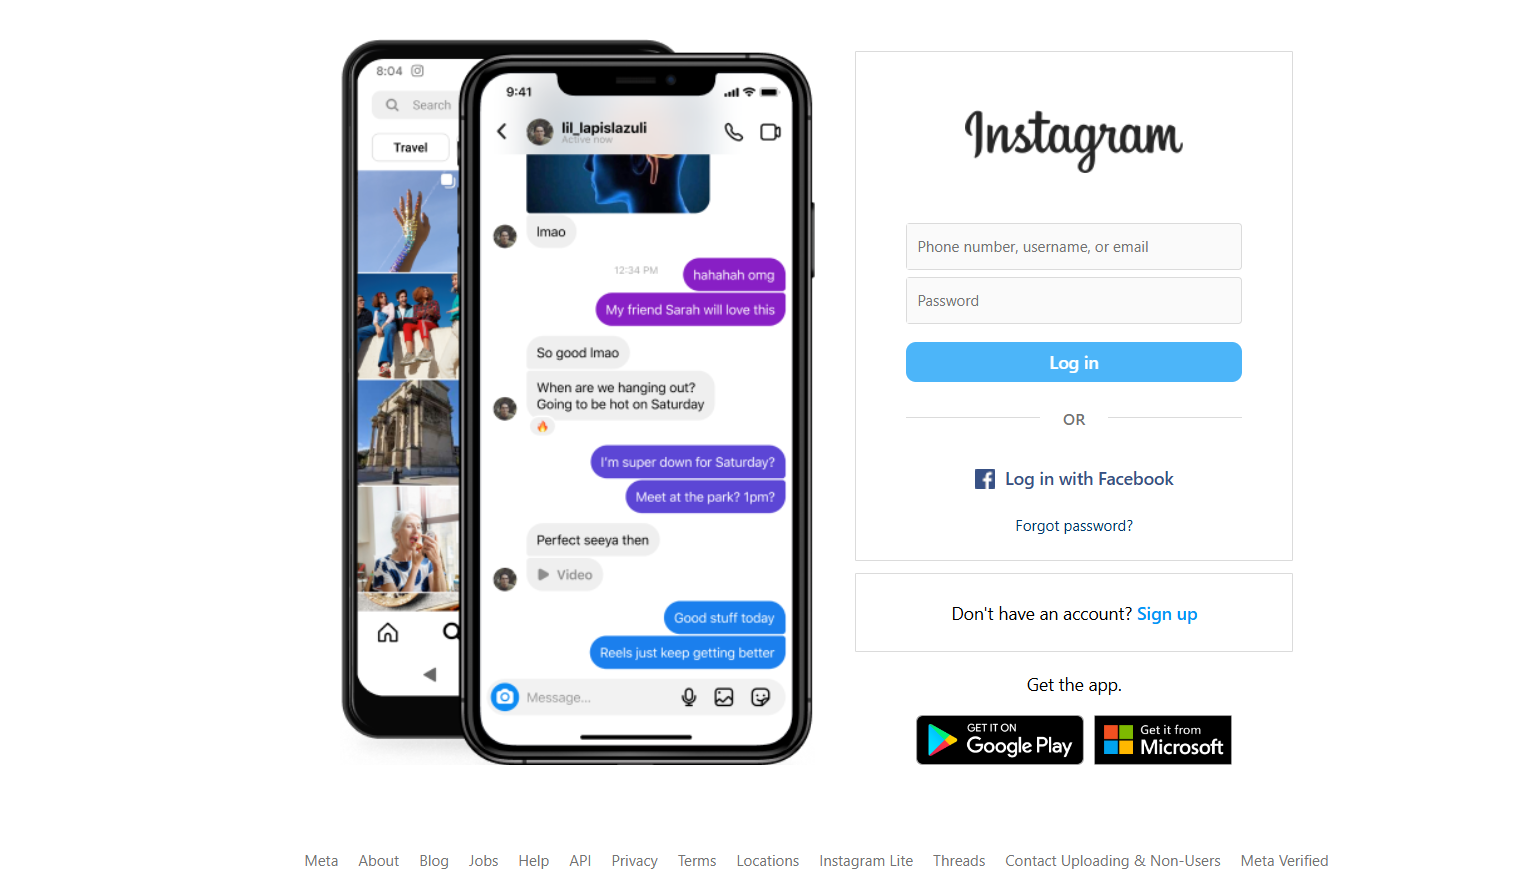 8:04
Search
Travel
9:41
lil_lapislazuli
Active now
lmao
12:34 PM
hahahah omg
My friend Sarah will love this
So good lmao
When are we hanging out?
Going to be hot on Saturday
I'm super down for Saturday?
Meet at the park? 1pm?
Perfect seeya then
Video
Good stuff today
Reels just keep getting better
Message...
Instagram
Phone number, username, or email
Password
Log in
OR
Log in with Facebook
Forgot password?
Don't have an account? Sign up
Get the app.
GET IT ON
Google Play
Get it from
Microsoft
Meta About Blog Jobs Help API Privacy Terms Locations Instagram Lite Threads Contact Uploading & Non-Users Meta Verified